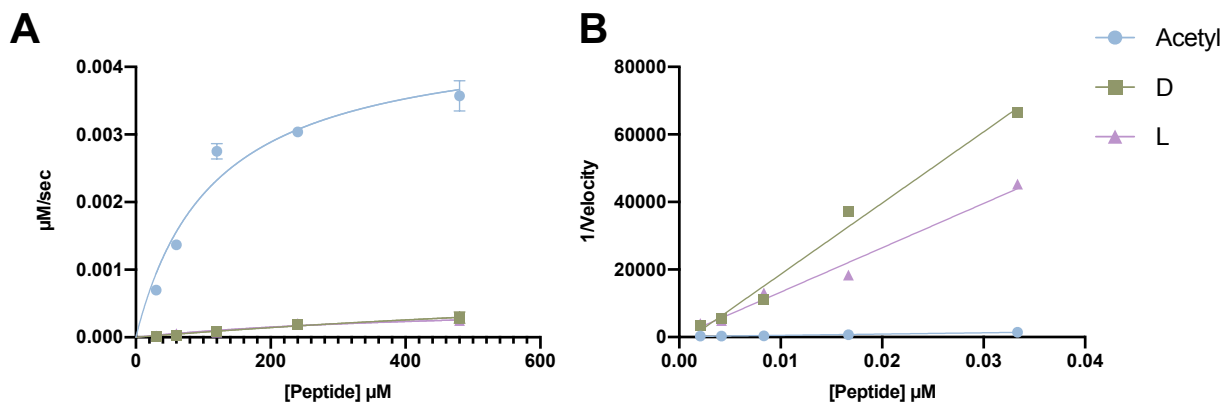 A
0.004
0.003
0.002
0.001
0.000
0
200
400
600
µM/sec
[Peptide] µM
B
80000
60000
40000
20000
0
0.00
0.01
0.02
0.03
0.04
1/Velocity
[Peptide] µM
Acetyl
D
L